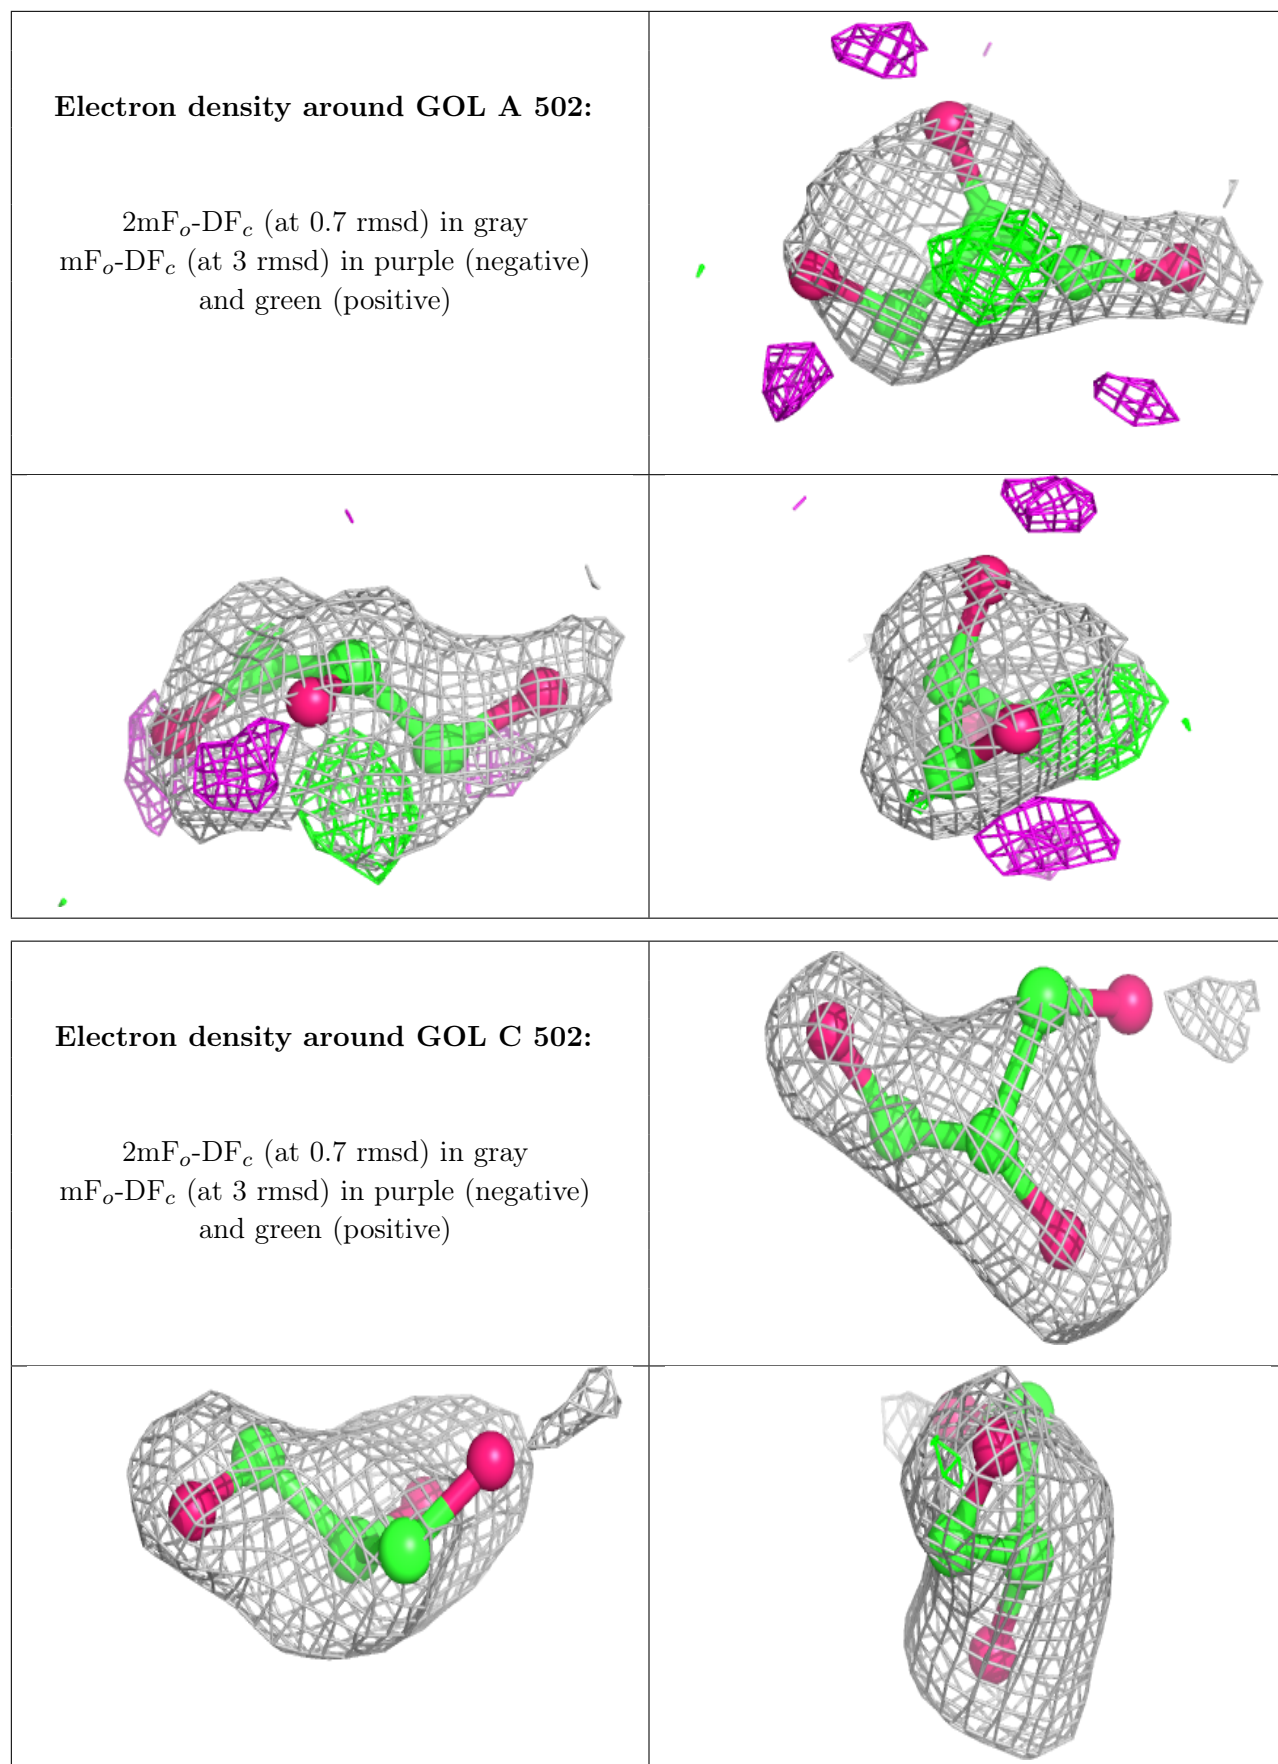 Electron density around GOL A 502:
2mFo-DFc (at 0.7 rmsd) in gray
mFo-DFc (at 3 rmsd) in purple (negative)
and green (positive)
Electron density around GOL C 502:
2mFo-DFc (at 0.7 rmsd) in gray
mFo-DFc (at 3 rmsd) in purple (negative)
and green (positive)